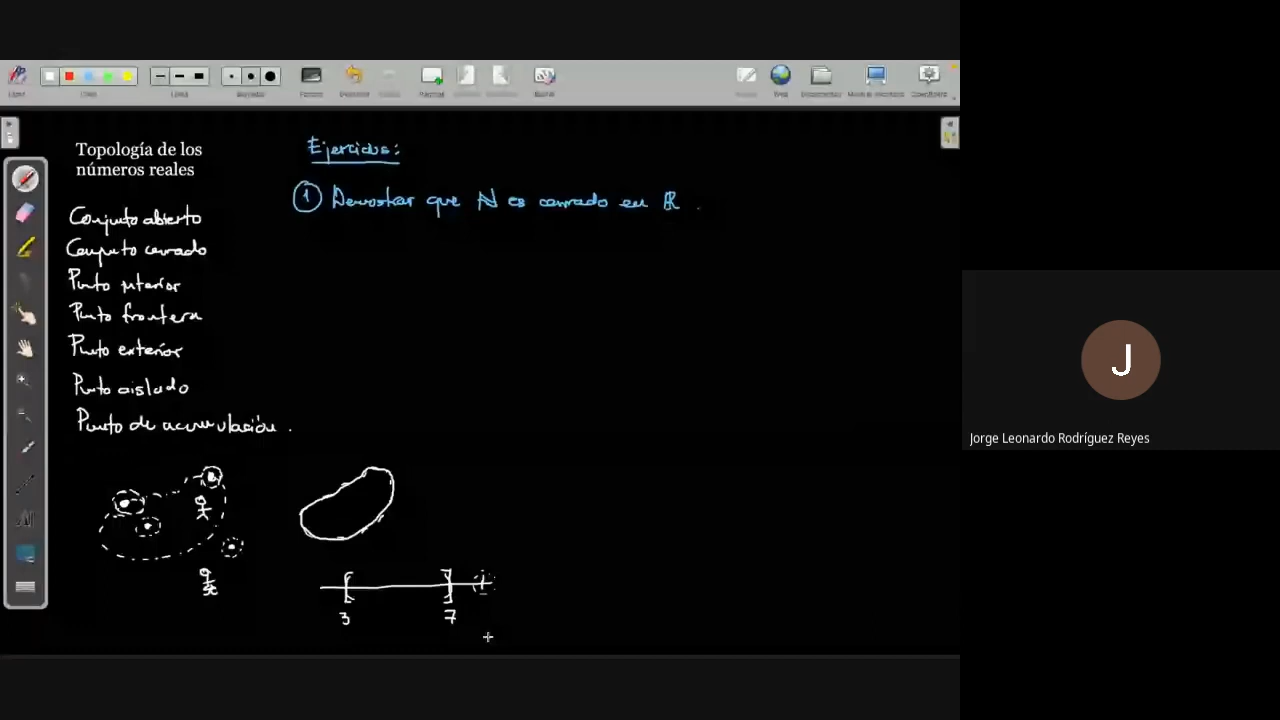 Topología de los
números reales
Conjunto abierto
Conjunto cerrado
Punto interior
Punto frontera
Punto exterior
Punto aislado
Punto de acumulación.
Ejercicios:
① Demostrar que ℕ es cerrado en ℝ.
3
7
J
Jorge Leonardo Rodríguez Reyes